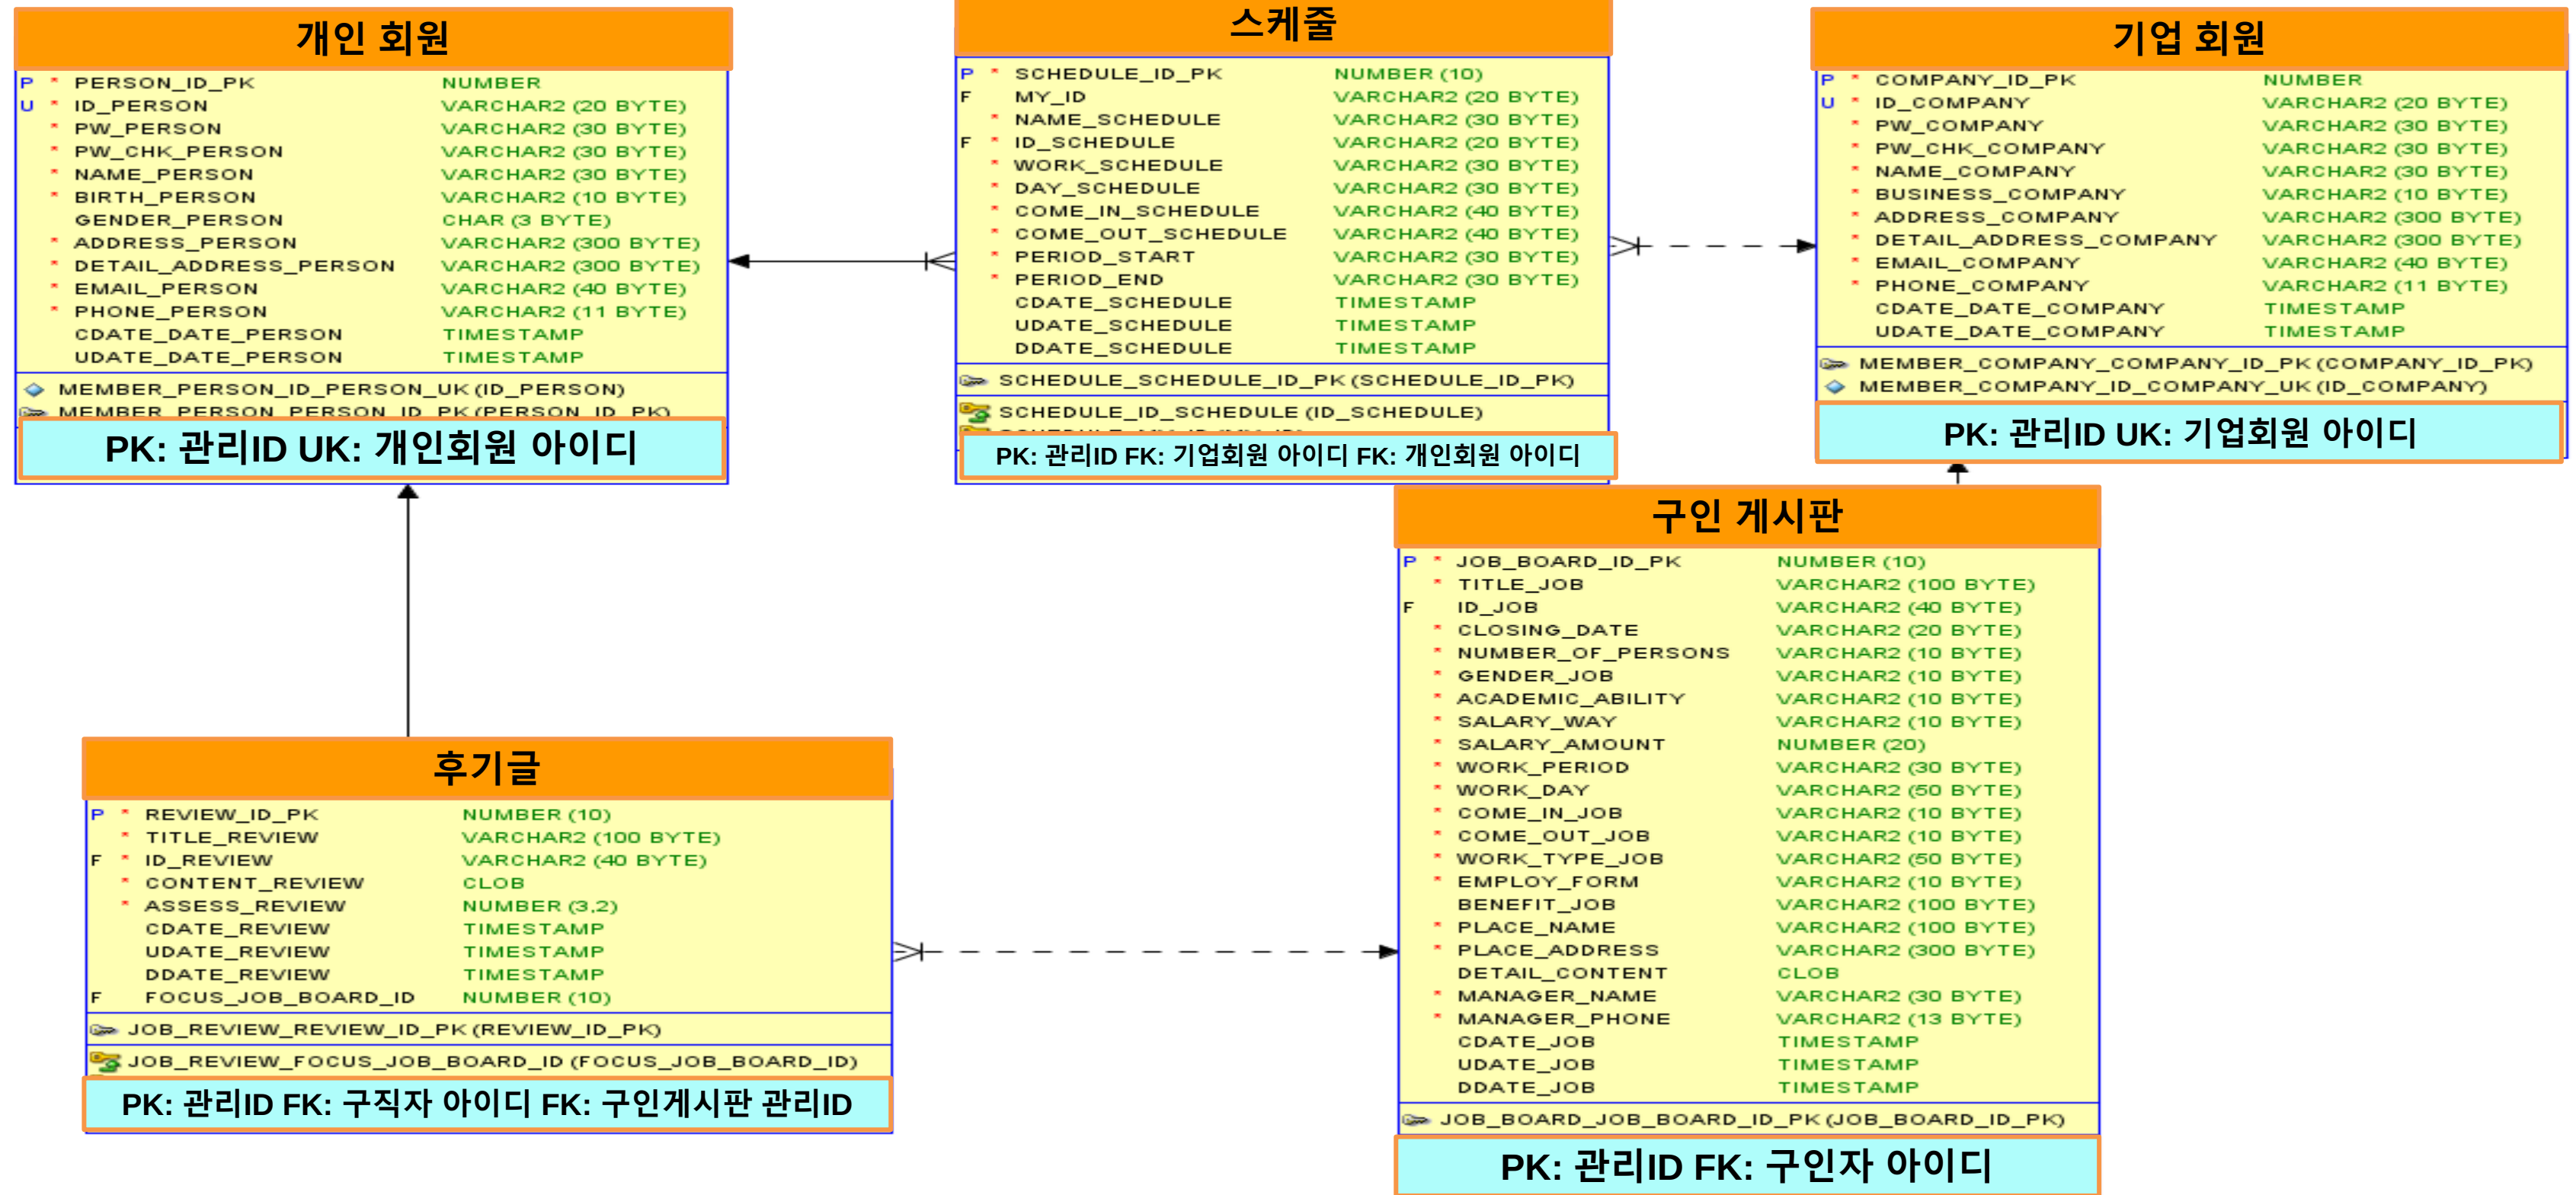 개인 회원
P * PERSON_ID_PK NUMBER
U * ID_PERSON VARCHAR2 (20 BYTE)
* PW_PERSON VARCHAR2 (30 BYTE)
* PW_CHK_PERSON VARCHAR2 (30 BYTE)
* NAME_PERSON VARCHAR2 (30 BYTE)
* BIRTH_PERSON VARCHAR2 (10 BYTE)
GENDER_PERSON CHAR (3 BYTE)
* ADDRESS_PERSON VARCHAR2 (300 BYTE)
* DETAIL_ADDRESS_PERSON VARCHAR2 (300 BYTE)
* EMAIL_PERSON VARCHAR2 (40 BYTE)
* PHONE_PERSON VARCHAR2 (11 BYTE)
CDATE_DATE_PERSON TIMESTAMP
UDATE_DATE_PERSON TIMESTAMP
MEMBER_PERSON_ID_PERSON_UK (ID_PERSON)
MEMBER_PERSON_PERSON_ID_PK (PERSON_ID_PK)
PK: 관리ID UK: 개인회원 아이디
스케줄
P * SCHEDULE_ID_PK NUMBER (10)
F MY_ID VARCHAR2 (20 BYTE)
* NAME_SCHEDULE VARCHAR2 (30 BYTE)
F * ID_SCHEDULE VARCHAR2 (20 BYTE)
* WORK_SCHEDULE VARCHAR2 (30 BYTE)
* DAY_SCHEDULE VARCHAR2 (30 BYTE)
* COME_IN_SCHEDULE VARCHAR2 (40 BYTE)
* COME_OUT_SCHEDULE VARCHAR2 (40 BYTE)
* PERIOD_START VARCHAR2 (30 BYTE)
* PERIOD_END VARCHAR2 (30 BYTE)
CDATE_SCHEDULE TIMESTAMP
UDATE_SCHEDULE TIMESTAMP
DDATE_SCHEDULE TIMESTAMP
SCHEDULE_SCHEDULE_ID_PK (SCHEDULE_ID_PK)
SCHEDULE_ID_SCHEDULE (ID_SCHEDULE)
PK: 관리ID FK: 기업회원 아이디 FK: 개인회원 아이디
기업 회원
P * COMPANY_ID_PK NUMBER
U * ID_COMPANY VARCHAR2 (20 BYTE)
* PW_COMPANY VARCHAR2 (30 BYTE)
* PW_CHK_COMPANY VARCHAR2 (30 BYTE)
* NAME_COMPANY VARCHAR2 (30 BYTE)
* BUSINESS_COMPANY VARCHAR2 (10 BYTE)
* ADDRESS_COMPANY VARCHAR2 (300 BYTE)
* DETAIL_ADDRESS_COMPANY VARCHAR2 (300 BYTE)
* EMAIL_COMPANY VARCHAR2 (40 BYTE)
* PHONE_COMPANY VARCHAR2 (11 BYTE)
CDATE_DATE_COMPANY TIMESTAMP
UDATE_DATE_COMPANY TIMESTAMP
MEMBER_COMPANY_COMPANY_ID_PK (COMPANY_ID_PK)
MEMBER_COMPANY_ID_COMPANY_UK (ID_COMPANY)
PK: 관리ID UK: 기업회원 아이디
후기글
P * REVIEW_ID_PK NUMBER (10)
* TITLE_REVIEW VARCHAR2 (100 BYTE)
F * ID_REVIEW VARCHAR2 (40 BYTE)
* CONTENT_REVIEW CLOB
* ASSESS_REVIEW NUMBER (3,2)
CDATE_REVIEW TIMESTAMP
UDATE_REVIEW TIMESTAMP
DDATE_REVIEW TIMESTAMP
F FOCUS_JOB_BOARD_ID NUMBER (10)
JOB_REVIEW_REVIEW_ID_PK (REVIEW_ID_PK)
JOB_REVIEW_FOCUS_JOB_BOARD_ID (FOCUS_JOB_BOARD_ID)
PK: 관리ID FK: 구직자 아이디 FK: 구인게시판 관리ID
구인 게시판
P * JOB_BOARD_ID_PK NUMBER (10)
* TITLE_JOB VARCHAR2 (100 BYTE)
F ID_JOB VARCHAR2 (40 BYTE)
* CLOSING_DATE VARCHAR2 (20 BYTE)
* NUMBER_OF_PERSONS VARCHAR2 (10 BYTE)
* GENDER_JOB VARCHAR2 (10 BYTE)
* ACADEMIC_ABILITY VARCHAR2 (10 BYTE)
* SALARY_WAY VARCHAR2 (10 BYTE)
* SALARY_AMOUNT NUMBER (20)
* WORK_PERIOD VARCHAR2 (30 BYTE)
* WORK_DAY VARCHAR2 (50 BYTE)
* COME_IN_JOB VARCHAR2 (10 BYTE)
* COME_OUT_JOB VARCHAR2 (10 BYTE)
* WORK_TYPE_JOB VARCHAR2 (50 BYTE)
* EMPLOY_FORM VARCHAR2 (10 BYTE)
BENEFIT_JOB VARCHAR2 (100 BYTE)
* PLACE_NAME VARCHAR2 (100 BYTE)
* PLACE_ADDRESS VARCHAR2 (300 BYTE)
DETAIL_CONTENT CLOB
* MANAGER_NAME VARCHAR2 (30 BYTE)
* MANAGER_PHONE VARCHAR2 (13 BYTE)
CDATE_JOB TIMESTAMP
UDATE_JOB TIMESTAMP
DDATE_JOB TIMESTAMP
JOB_BOARD_JOB_BOARD_ID_PK (JOB_BOARD_ID_PK)
PK: 관리ID FK: 구인자 아이디